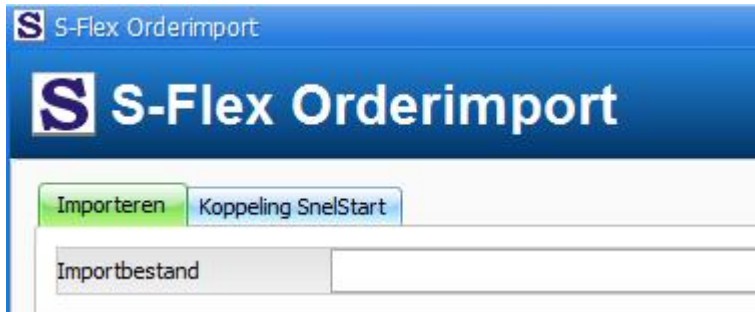 S S-Flex Orderimport
S S-Flex Orderimport
Importeren Koppeling SnelStart
Importbestand